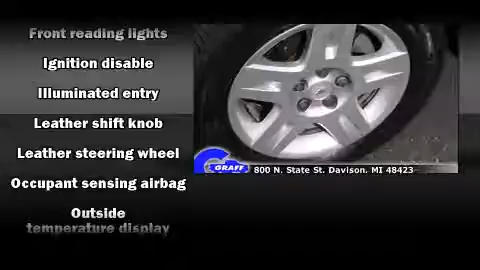 Front reading lights
Ignition disable
Illuminated entry
Leather shift knob
Leather steering wheel
Occupant sensing airbag
Outside
temperature display
GRAFF
800 N. State St. Davison, MI 48423